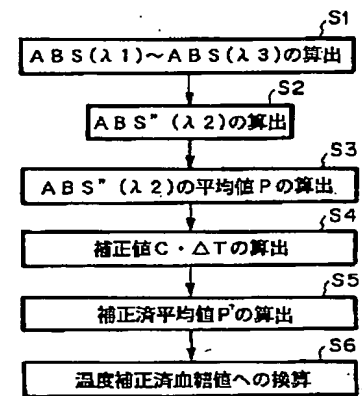 S1
ABS(λ1)~ABS(λ3)の算出
S2
ABS"(λ2)の算出
S3
ABS"(λ2)の平均値Pの算出
S4
補正値C・△Tの算出
S5
補正済平均値P'の算出
S6
温度補正済血糖値への換算